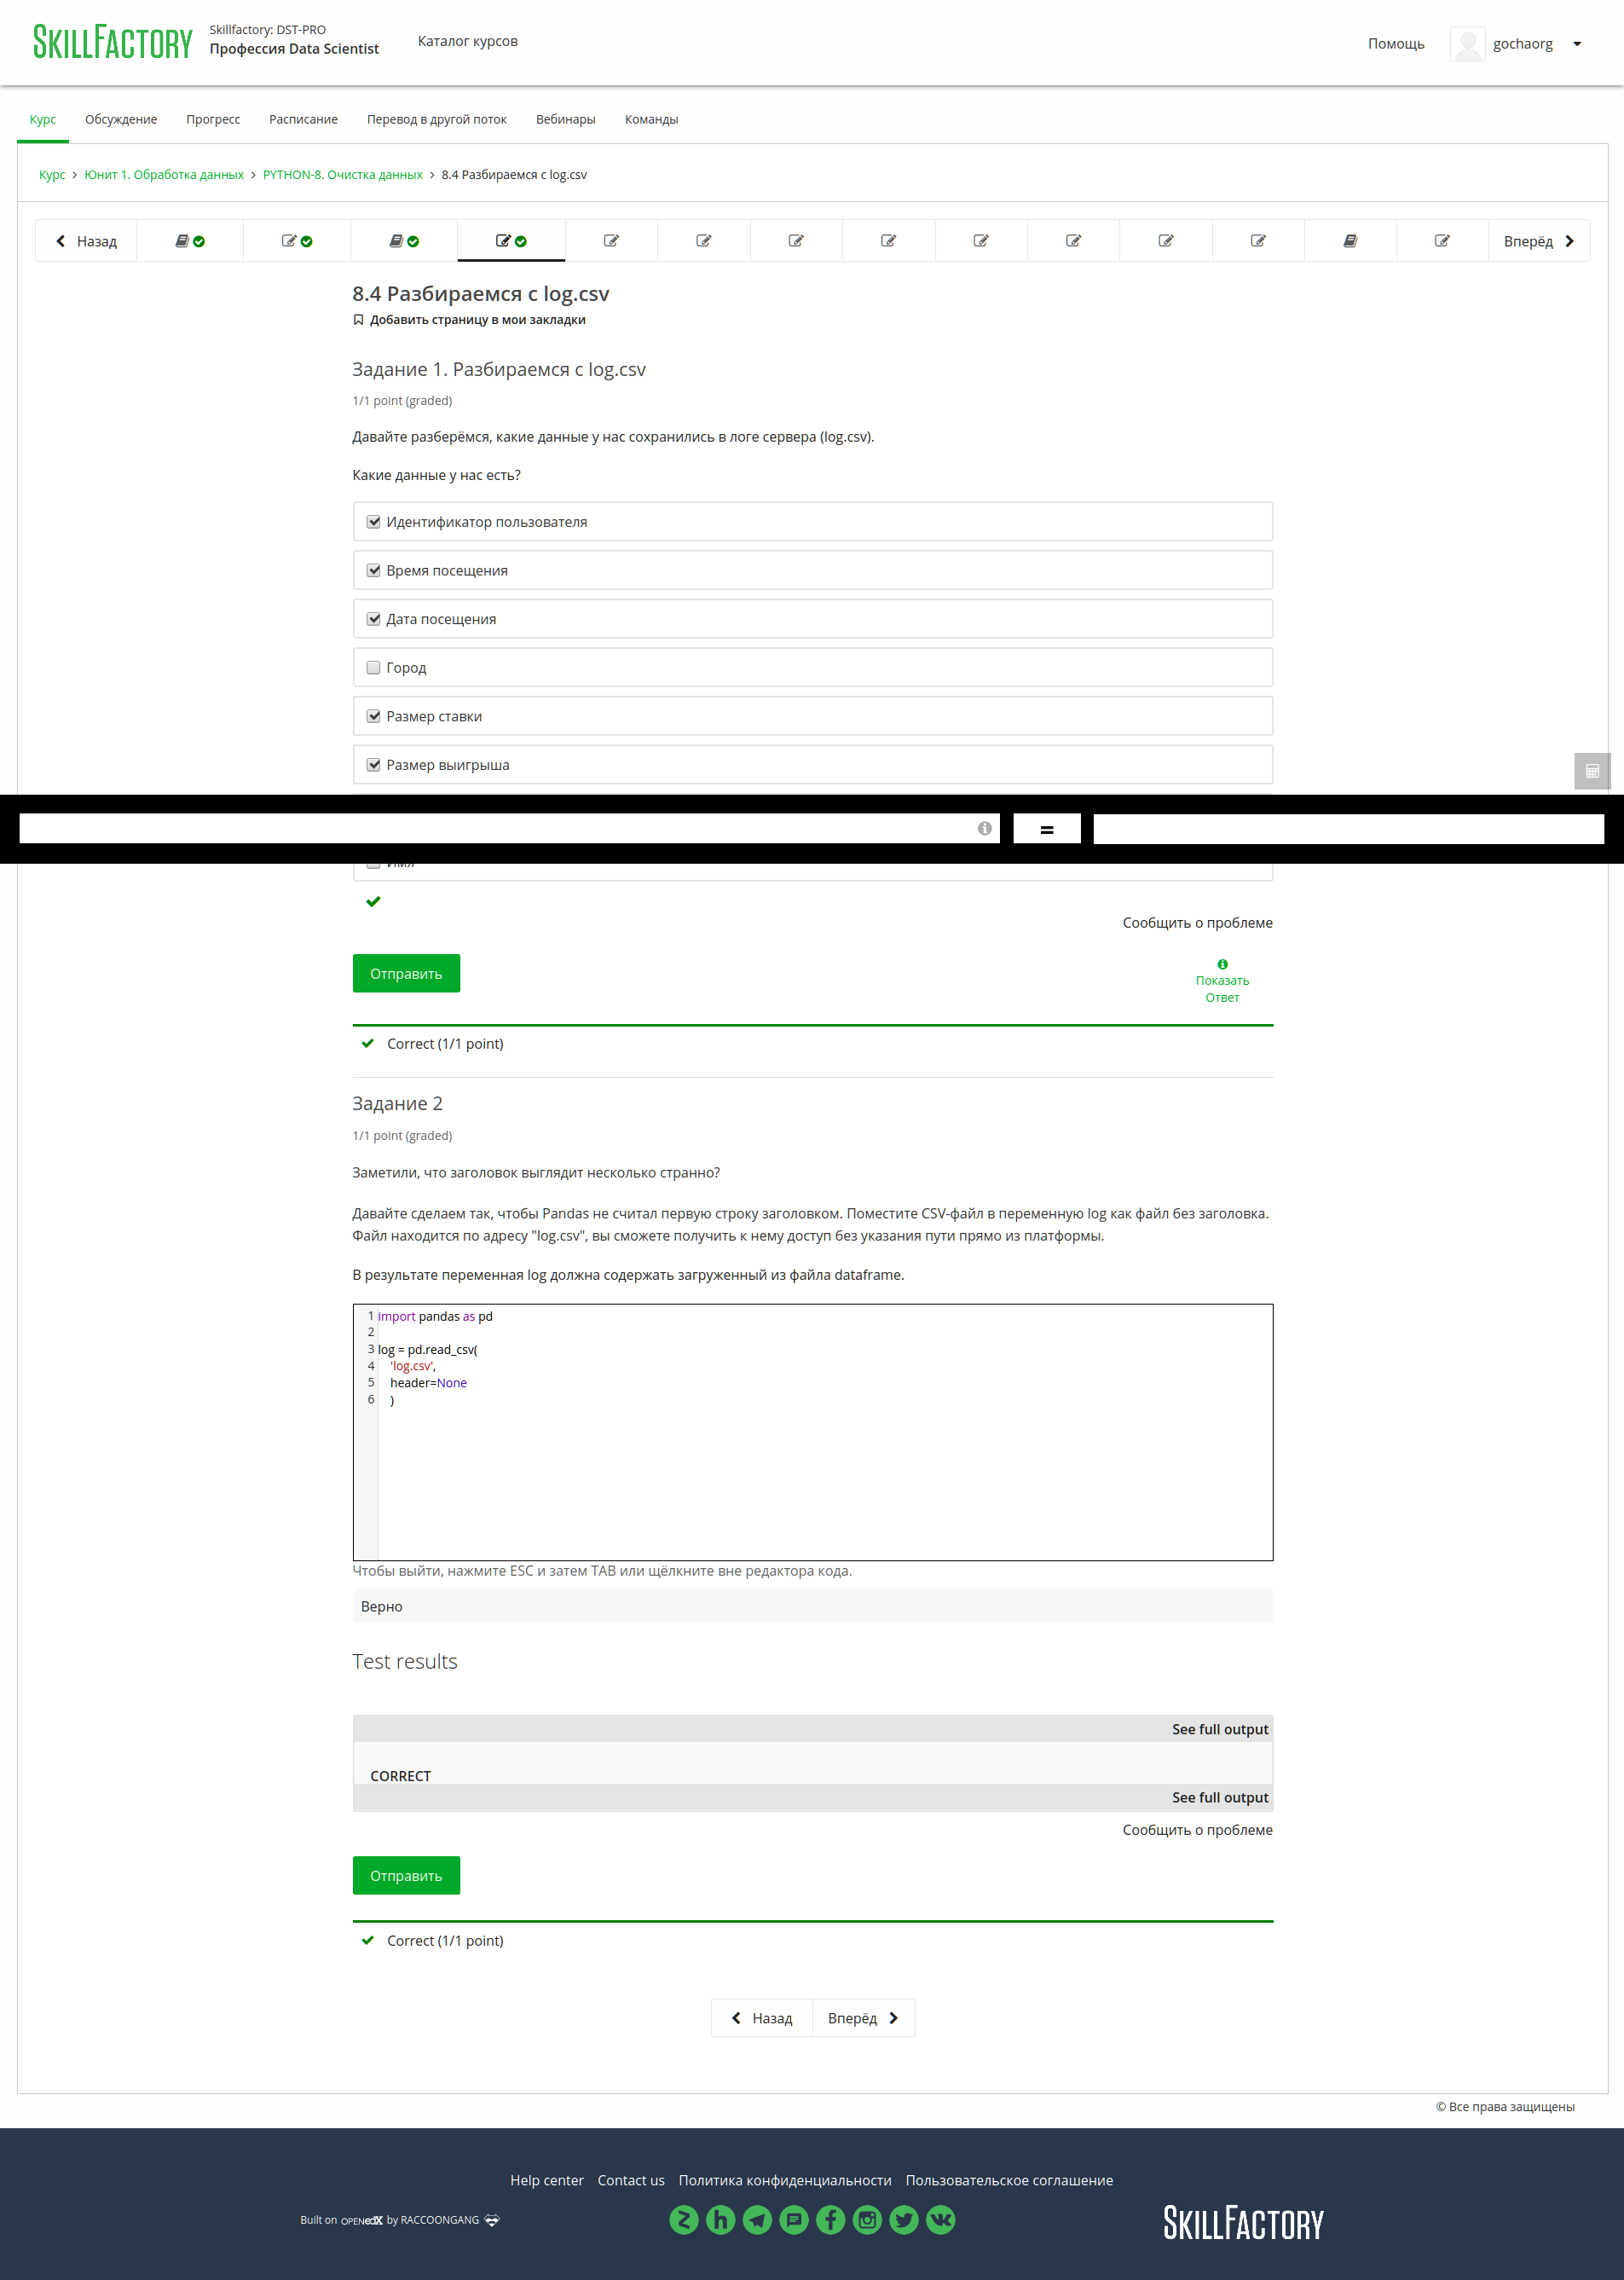 SKILLFACTORY
Skillfactory: DST-PRO
Профессия Data Scientist
Каталог курсов
Помощь
gochaorg
Курс Обсуждение Прогресс Расписание Перевод в другой поток Вебинары Команды
Курс > Юнит 1. Обработка данных > PYTHON-8. Очистка данных > 8.4 Разбираемся с log.csv
Назад
Вперёд
8.4 Разбираемся с log.csv
Добавить страницу в мои закладки
Задание 1. Разбираемся с log.csv
1/1 point (graded)
Давайте разберёмся, какие данные у нас сохранились в логе сервера (log.csv).
Какие данные у нас есть?
Идентификатор пользователя
Время посещения
Дата посещения
Город
Размер ставки
Размер выигрыша
=
Имя
Сообщить о проблеме
Отправить
Показать
Ответ
Correct (1/1 point)
Задание 2
1/1 point (graded)
Заметили, что заголовок выглядит несколько странно?
Давайте сделаем так, чтобы Pandas не считал первую строку заголовком. Поместите CSV-файл в переменную log как файл без заголовка.
Файл находится по адресу "log.csv", вы сможете получить к нему доступ без указания пути прямо из платформы.
В результате переменная log должна содержать загруженный из файла dataframe.
1 import pandas as pd
2
3 log = pd.read_csv(
4 'log.csv',
5 header=None
6 )
Чтобы выйти, нажмите ESC и затем TAB или щёлкните вне редактора кода.
Верно
Test results
See full output
CORRECT
See full output
Сообщить о проблеме
Отправить
Correct (1/1 point)
Назад Вперёд
© Все права защищены
Help center Contact us Политика конфиденциальности Пользовательское соглашение
Built on OPENedX by RACCOONGANG
SKILLFACTORY